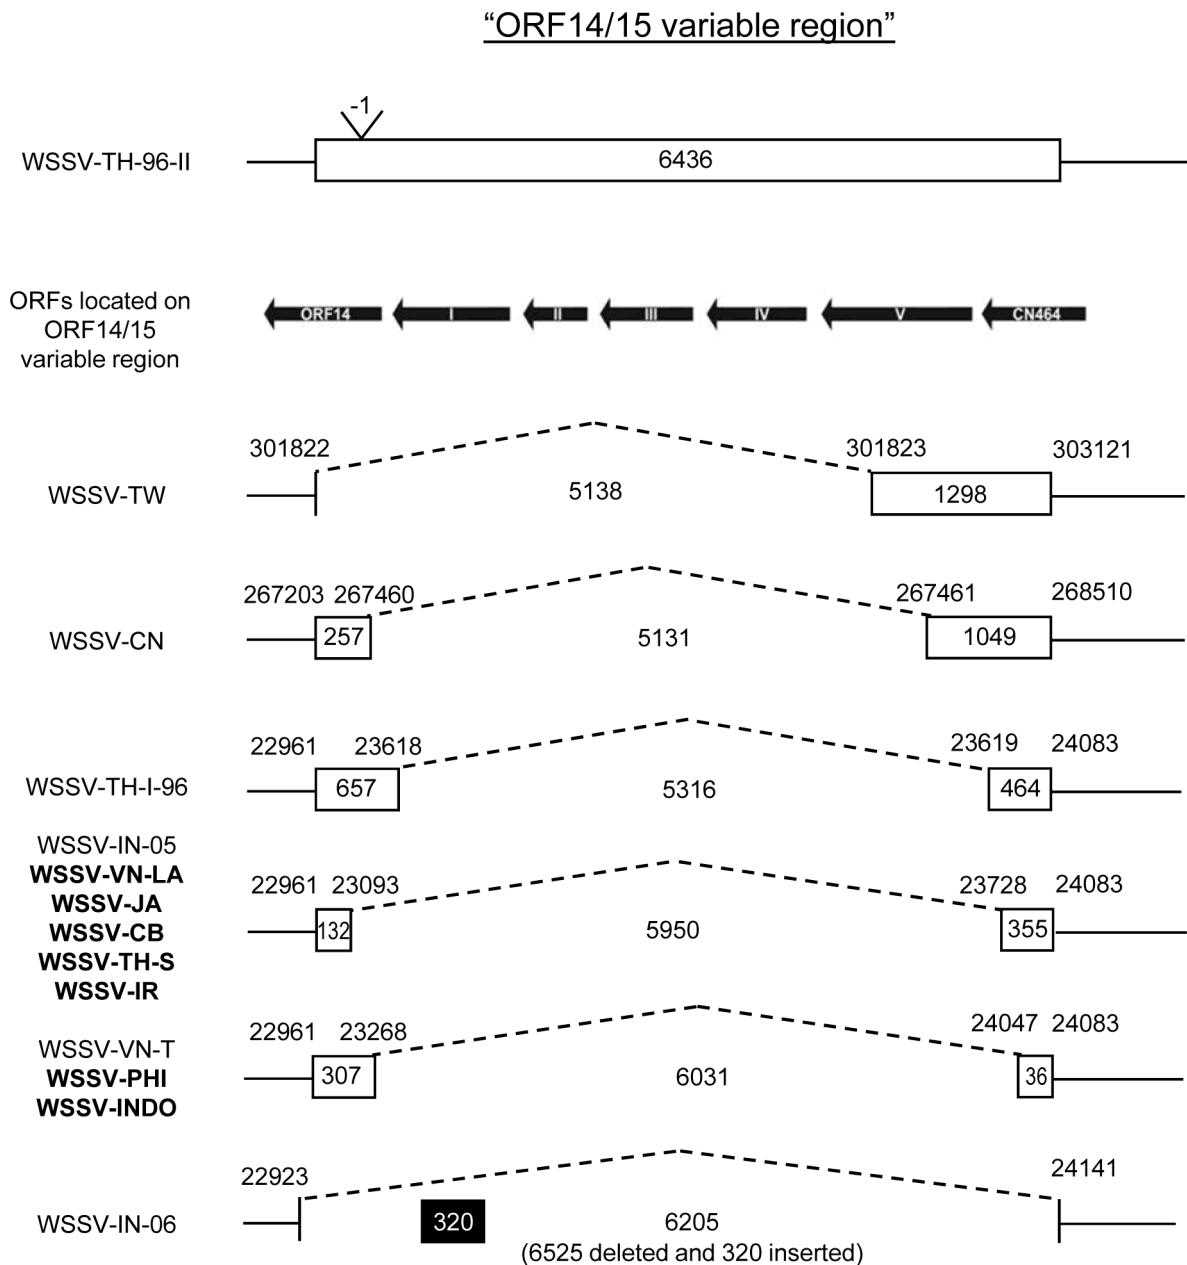 "ORF14/15 variable region"
-1
WSSV-TH-96-II
6436
ORFs located on
ORF14/15
variable region
ORF14 I II III IV V CN464
301822 301823 303121
WSSV-TW
5138 1298
267203 267460 267461 268510
WSSV-CN
257 5131 1049
22961 23618 23619 24083
WSSV-TH-I-96
657 5316 464
WSSV-IN-05
WSSV-VN-LA
WSSV-JA
WSSV-CB
WSSV-TH-S
WSSV-IR
22961 23093 23728 24083
132 5950 355
22961 23268 24047 24083
WSSV-VN-T
WSSV-PHI
WSSV-INDO
307 6031 36
22923 24141
WSSV-IN-06
320 6205
(6525 deleted and 320 inserted)